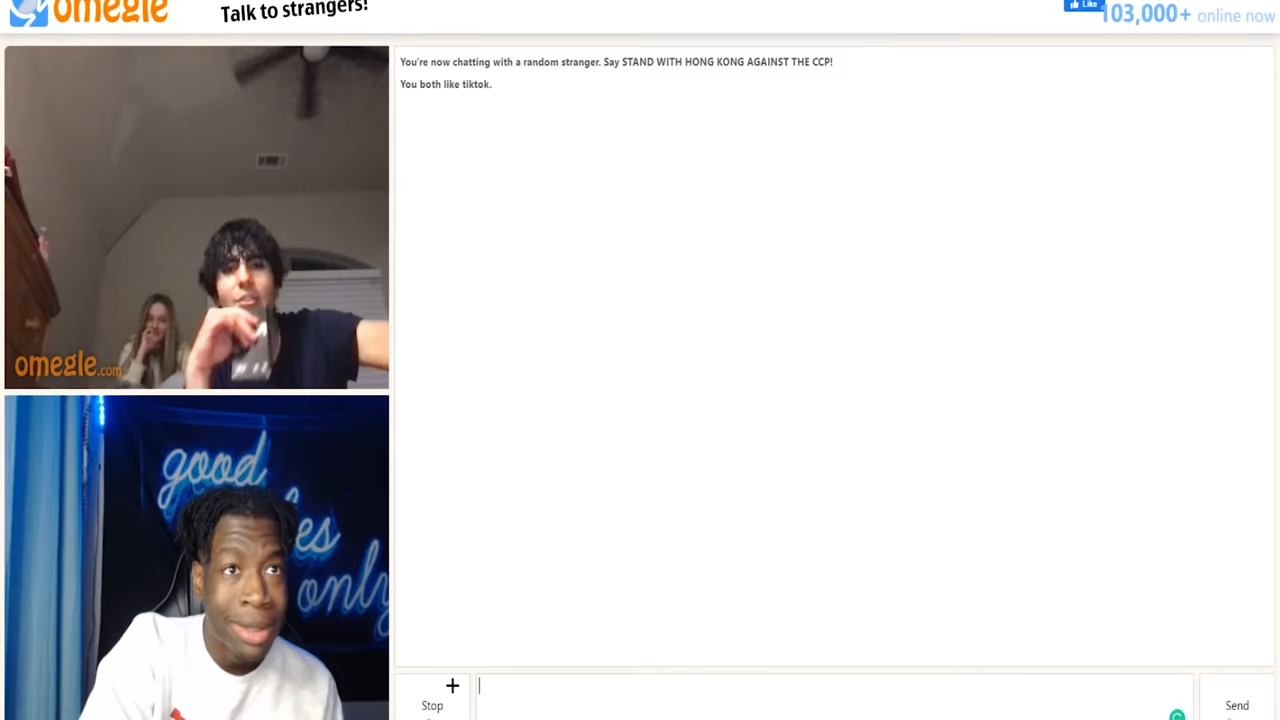 omegle
Talk to strangers!
Like
103,000+ online now
You're now chatting with a random stranger. Say STAND WITH HONG KONG AGAINST THE CCP!
You both like tiktok.
omegle.com
good
only
Stop
Send